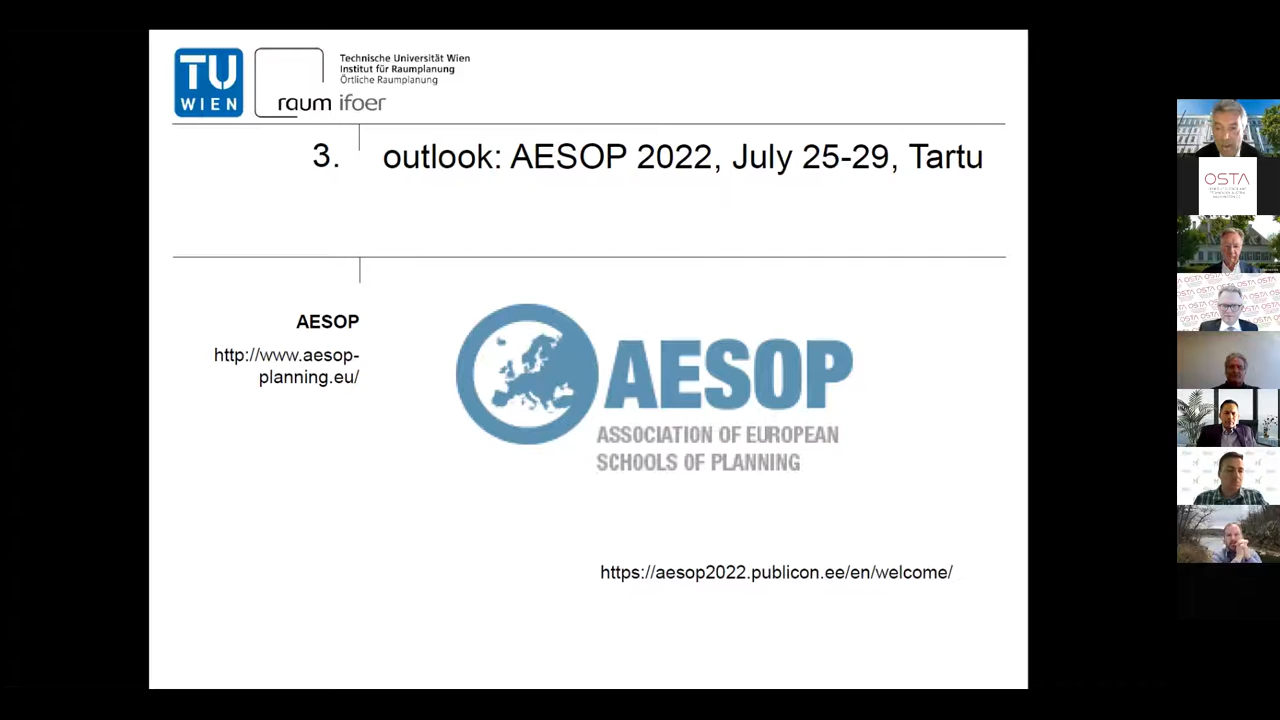 TU
WIEN
raum ifoer
Technische Universität Wien
Institut für Raumplanung
Örtliche Raumplanung
3. outlook: AESOP 2022, July 25-29, Tartu
AESOP
http://www.aesop-
planning.eu/
AESOP
ASSOCIATION OF EUROPEAN
SCHOOLS OF PLANNING
https://aesop2022.publicon.ee/en/welcome/
OSTA